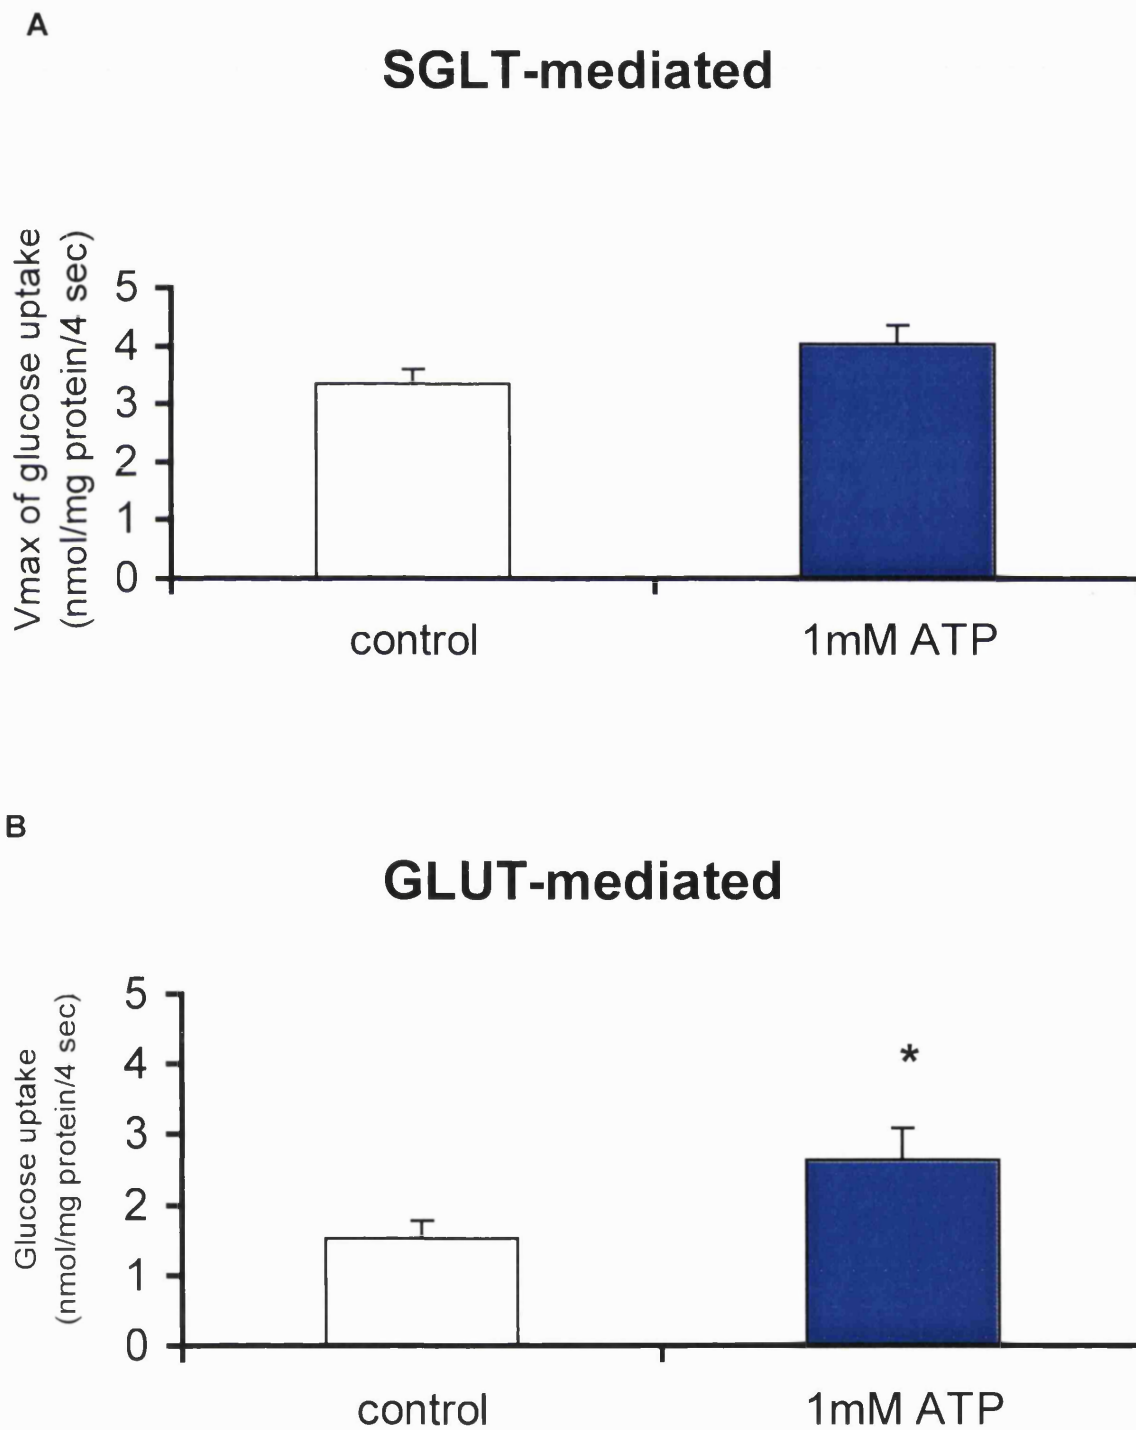 A
SGLT-mediated
Vmax of glucose uptake
(nmol/mg protein/4 sec)
5
4
3
2
1
0
control 1mM ATP
B
GLUT-mediated
Glucose uptake
(nmol/mg protein/4 sec)
5
4
*
3
2
1
0
control 1mM ATP